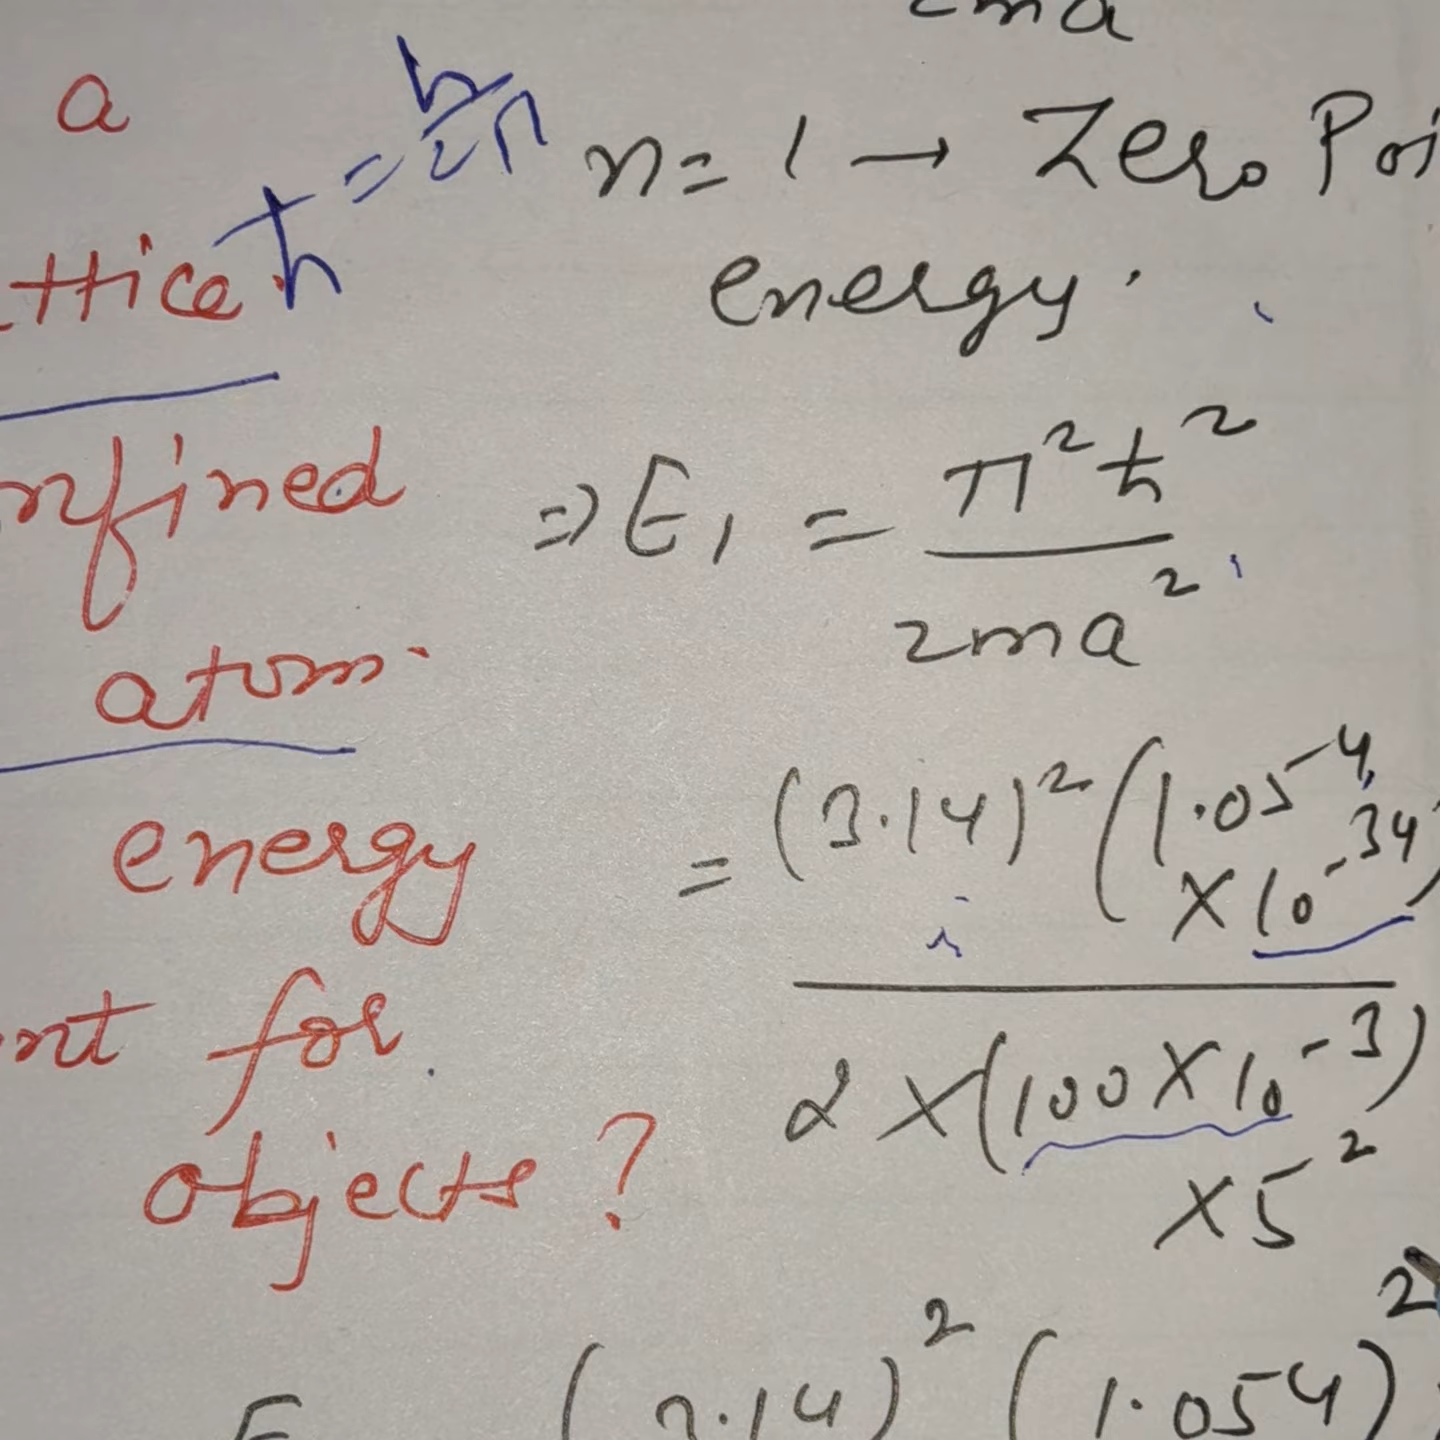 2ma
a
ħ = h/2π
n = 1 → Zero Poi
ttice
energy.
nfined
⇒ E₁ = π²ħ² / 2ma²
atom.
energy
= (3.14)² (1.054 × 10⁻³⁴)
nt for
2 × (100 × 10⁻³) × 5²
objects?
(3.14)² (1.054)²